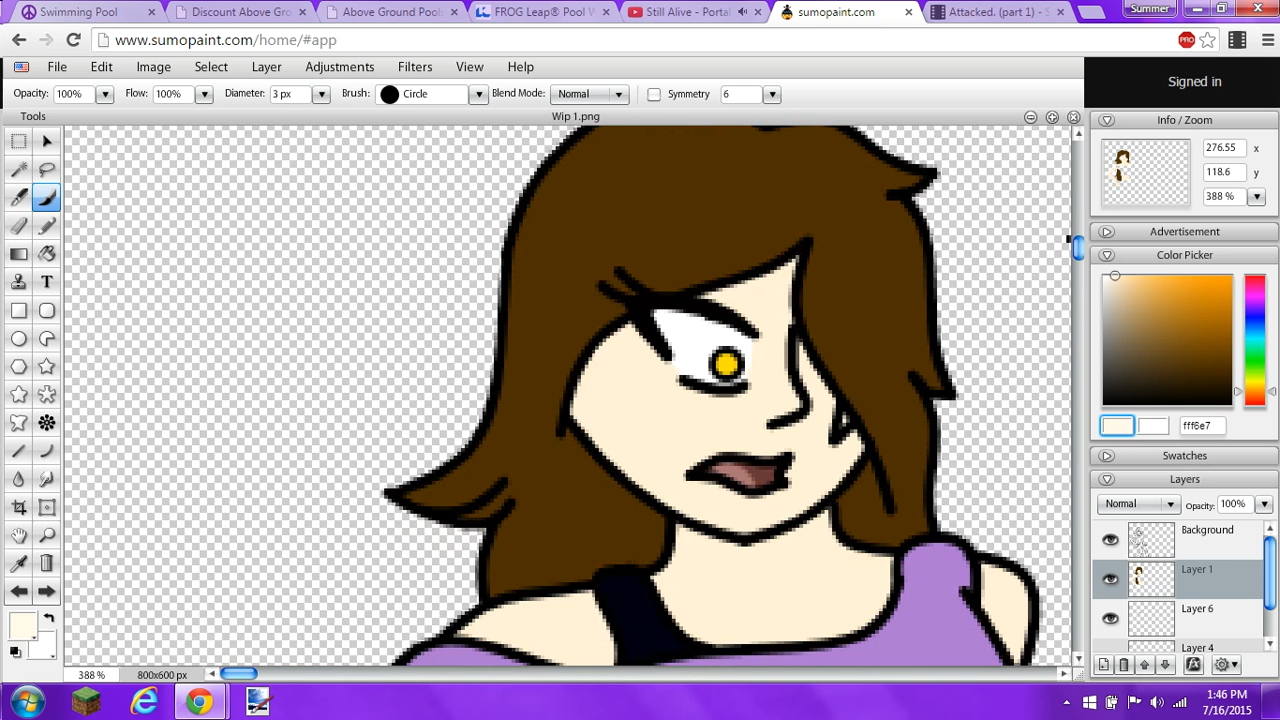 Swimming Pool
Discount Above Gro
Above Ground Pools
FROG Leap® Pool W
Still Alive - Porta
sumopaint.com
Attacked. (part 1) - S
Summer
www.sumopaint.com/home/#app
PRO
File Edit Image Select Layer Adjustments Filters View Help
Signed in
Opacity: 100% Flow: 100% Diameter: 3 px Brush: Circle Blend Mode: Normal Symmetry 6
Tools
Wip 1.png
Info / Zoom
276.55 x
118.6 y
388 %
Advertisement
Color Picker
fff6e7
Swatches
Layers
Normal Opacity: 100%
Background
Layer 1
Layer 6
Layer 4
T
388 % 800x600 px
1:46 PM
7/16/2015